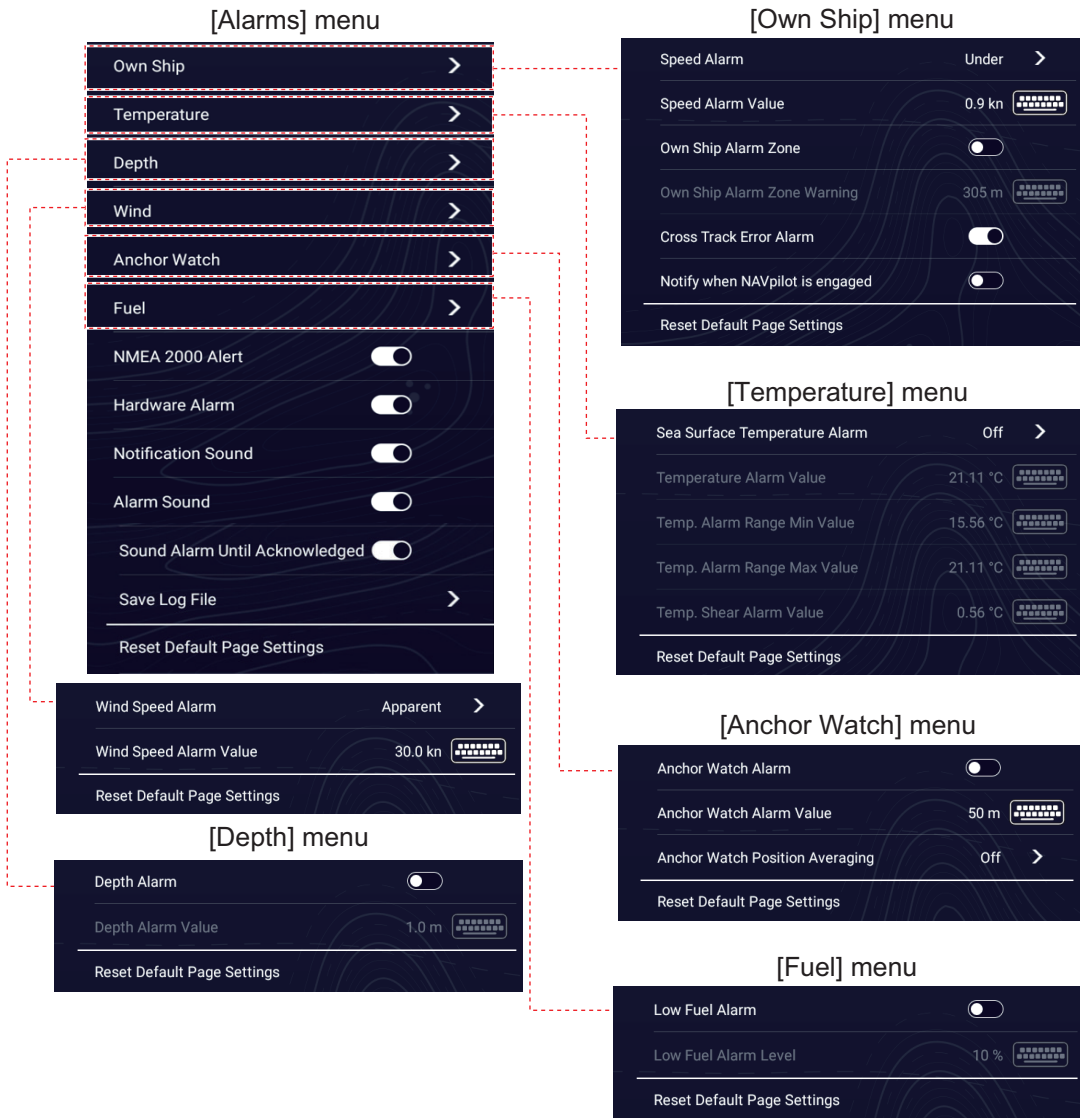 [Alarms] menu
Own Ship
Temperature
Depth
Wind
Anchor Watch
Fuel
NMEA 2000 Alert
Hardware Alarm
Notification Sound
Alarm Sound
Sound Alarm Until Acknowledged
Save Log File
Reset Default Page Settings
Wind Speed Alarm Apparent
Wind Speed Alarm Value 30.0 kn
Reset Default Page Settings
[Depth] menu
Depth Alarm
Depth Alarm Value 1.0 m
Reset Default Page Settings
[Own Ship] menu
Speed Alarm Under
Speed Alarm Value 0.9 kn
Own Ship Alarm Zone
Own Ship Alarm Zone Warning 305 m
Cross Track Error Alarm
Notify when NAVpilot is engaged
Reset Default Page Settings
[Temperature] menu
Sea Surface Temperature Alarm Off
Temperature Alarm Value 21.11 °C
Temp. Alarm Range Min Value 15.56 °C
Temp. Alarm Range Max Value 21.11 °C
Temp. Shear Alarm Value 0.56 °C
Reset Default Page Settings
[Anchor Watch] menu
Anchor Watch Alarm
Anchor Watch Alarm Value 50 m
Anchor Watch Position Averaging Off
Reset Default Page Settings
[Fuel] menu
Low Fuel Alarm
Low Fuel Alarm Level 10 %
Reset Default Page Settings